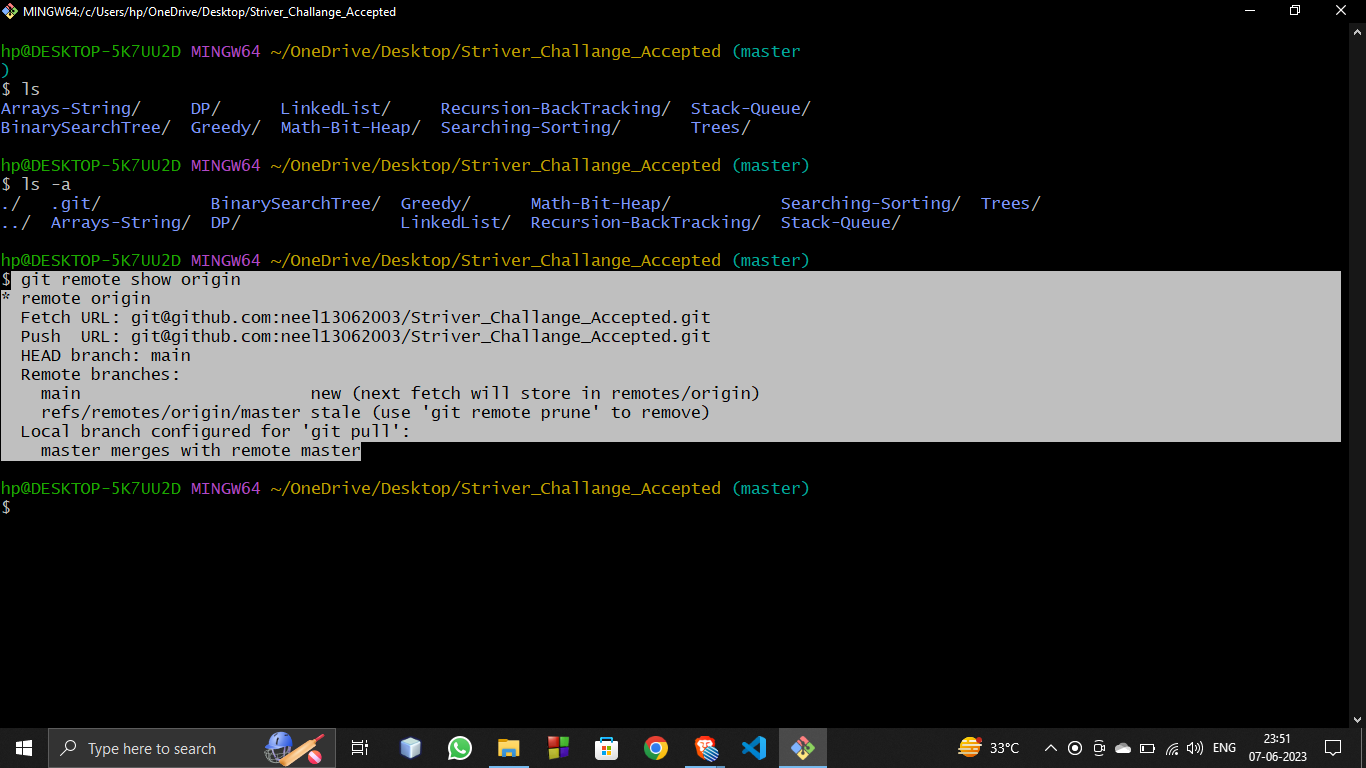 MINGW64:/c/Users/hp/OneDrive/Desktop/Striver_Challange_Accepted
hp@DESKTOP-5K7UU2D MINGW64 ~/OneDrive/Desktop/Striver_Challange_Accepted (master
)
$ ls
Arrays-String/     DP/      LinkedList/     Recursion-BackTracking/  Stack-Queue/
BinarySearchTree/  Greedy/  Math-Bit-Heap/  Searching-Sorting/       Trees/
hp@DESKTOP-5K7UU2D MINGW64 ~/OneDrive/Desktop/Striver_Challange_Accepted (master)
$ ls -a
./   .git/           BinarySearchTree/  Greedy/      Math-Bit-Heap/           Searching-Sorting/  Trees/
../  Arrays-String/  DP/                LinkedList/  Recursion-BackTracking/  Stack-Queue/
hp@DESKTOP-5K7UU2D MINGW64 ~/OneDrive/Desktop/Striver_Challange_Accepted (master)
$ git remote show origin
* remote origin
  Fetch URL: git@github.com:neel13062003/Striver_Challange_Accepted.git
  Push  URL: git@github.com:neel13062003/Striver_Challange_Accepted.git
  HEAD branch: main
  Remote branches:
    main                       new (next fetch will store in remotes/origin)
    refs/remotes/origin/master stale (use 'git remote prune' to remove)
  Local branch configured for 'git pull':
    master merges with remote master
hp@DESKTOP-5K7UU2D MINGW64 ~/OneDrive/Desktop/Striver_Challange_Accepted (master)
$
Type here to search
33°C
ENG
23:51
07-06-2023